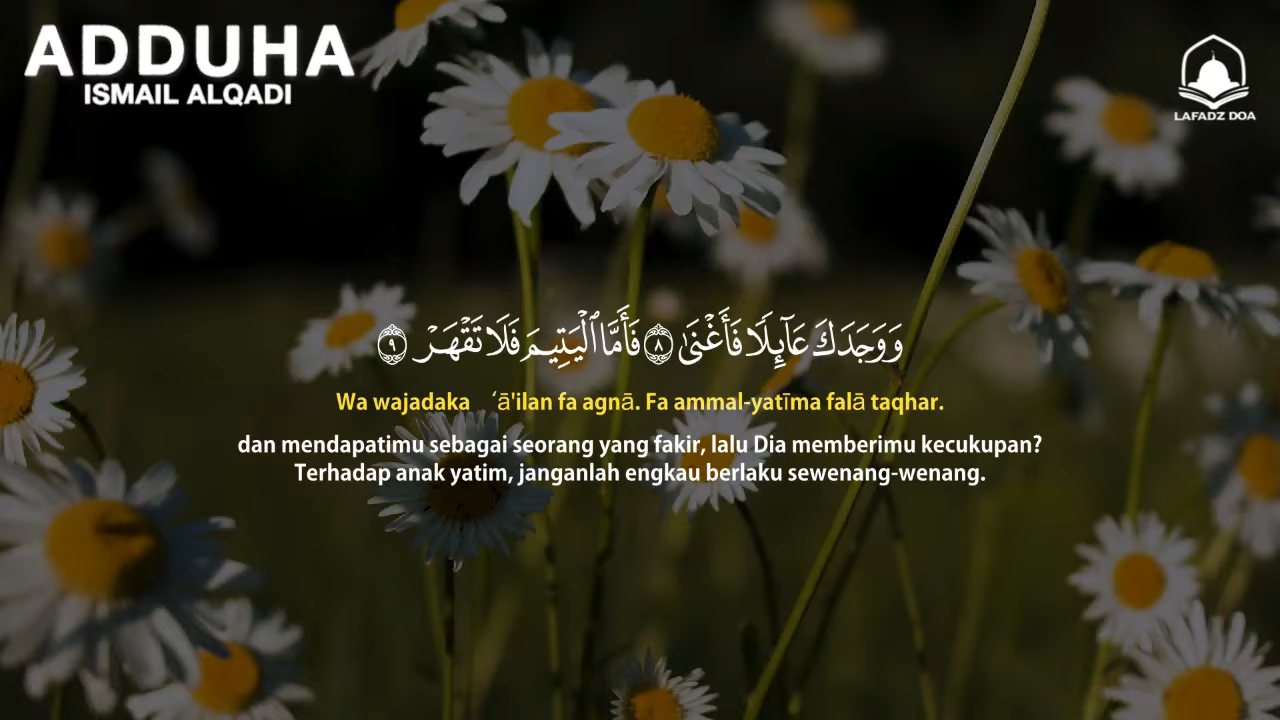 ADDUHA
ISMAIL ALQADI
LAFADZ DOA
وَوَجَدَكَ عَآئِلًا فَأَغْنَىٰ ٨ فَأَمَّا ٱلْيَتِيمَ فَلَا تَقْهَرْ ٩
Wa wajadaka ‘ā'ilan fa agnā. Fa ammal-yatīma falā taqhar.
dan mendapatimu sebagai seorang yang fakir, lalu Dia memberimu kecukupan?
Terhadap anak yatim, janganlah engkau berlaku sewenang-wenang.